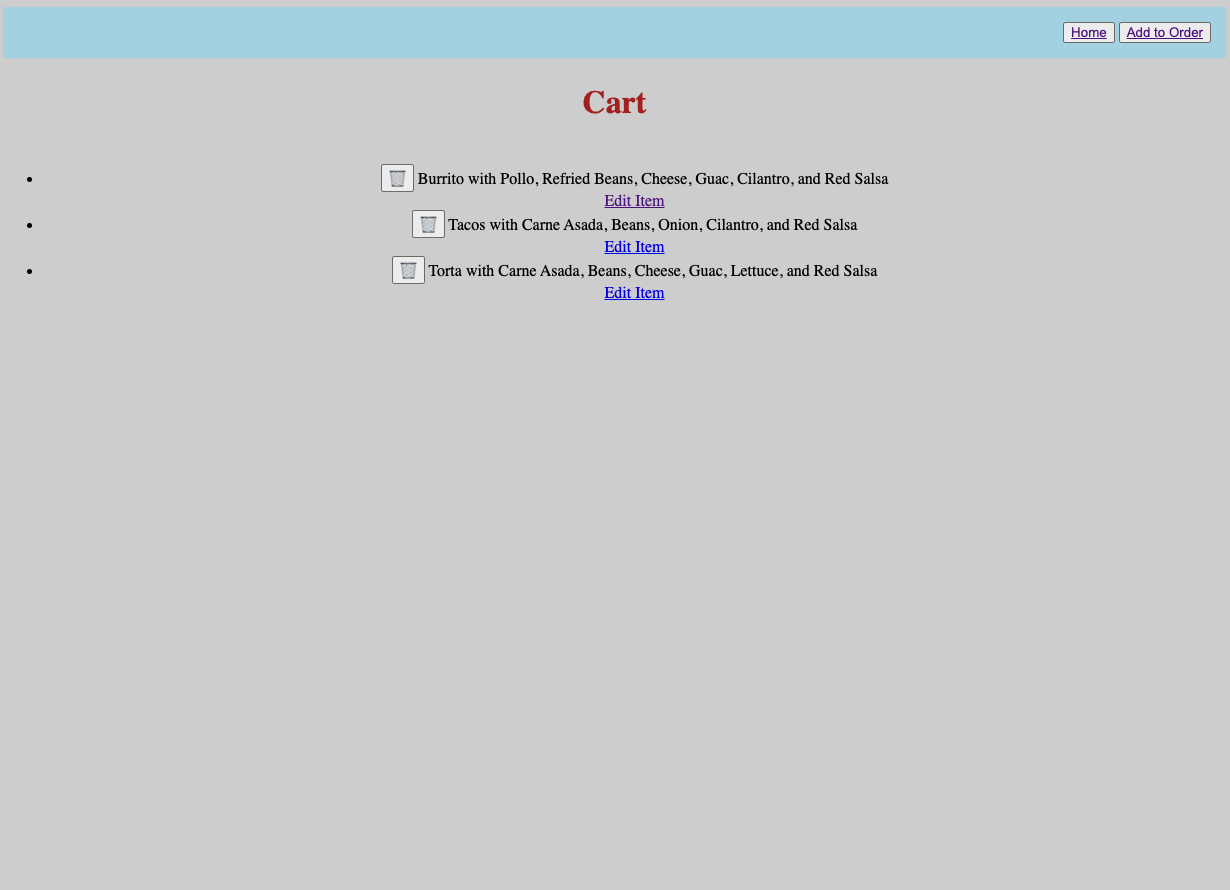 Home Add to Order
Cart
Burrito with Pollo, Refried Beans, Cheese, Guac, Cilantro, and Red Salsa
Edit Item
Tacos with Carne Asada, Beans, Onion, Cilantro, and Red Salsa
Edit Item
Torta with Carne Asada, Beans, Cheese, Guac, Lettuce, and Red Salsa
Edit Item